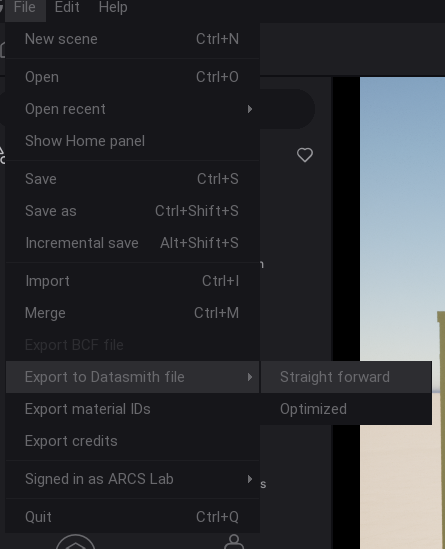 File Edit Help
New scene Ctrl+N
Open Ctrl+O
Open recent
Show Home panel
Save Ctrl+S
Save as Ctrl+Shift+S
Incremental save Alt+Shift+S
Import Ctrl+I
Merge Ctrl+M
Export BCF file
Export to Datasmith file Straight forward
Export material IDs Optimized
Export credits
Signed in as ARCS Lab
Quit Ctrl+Q